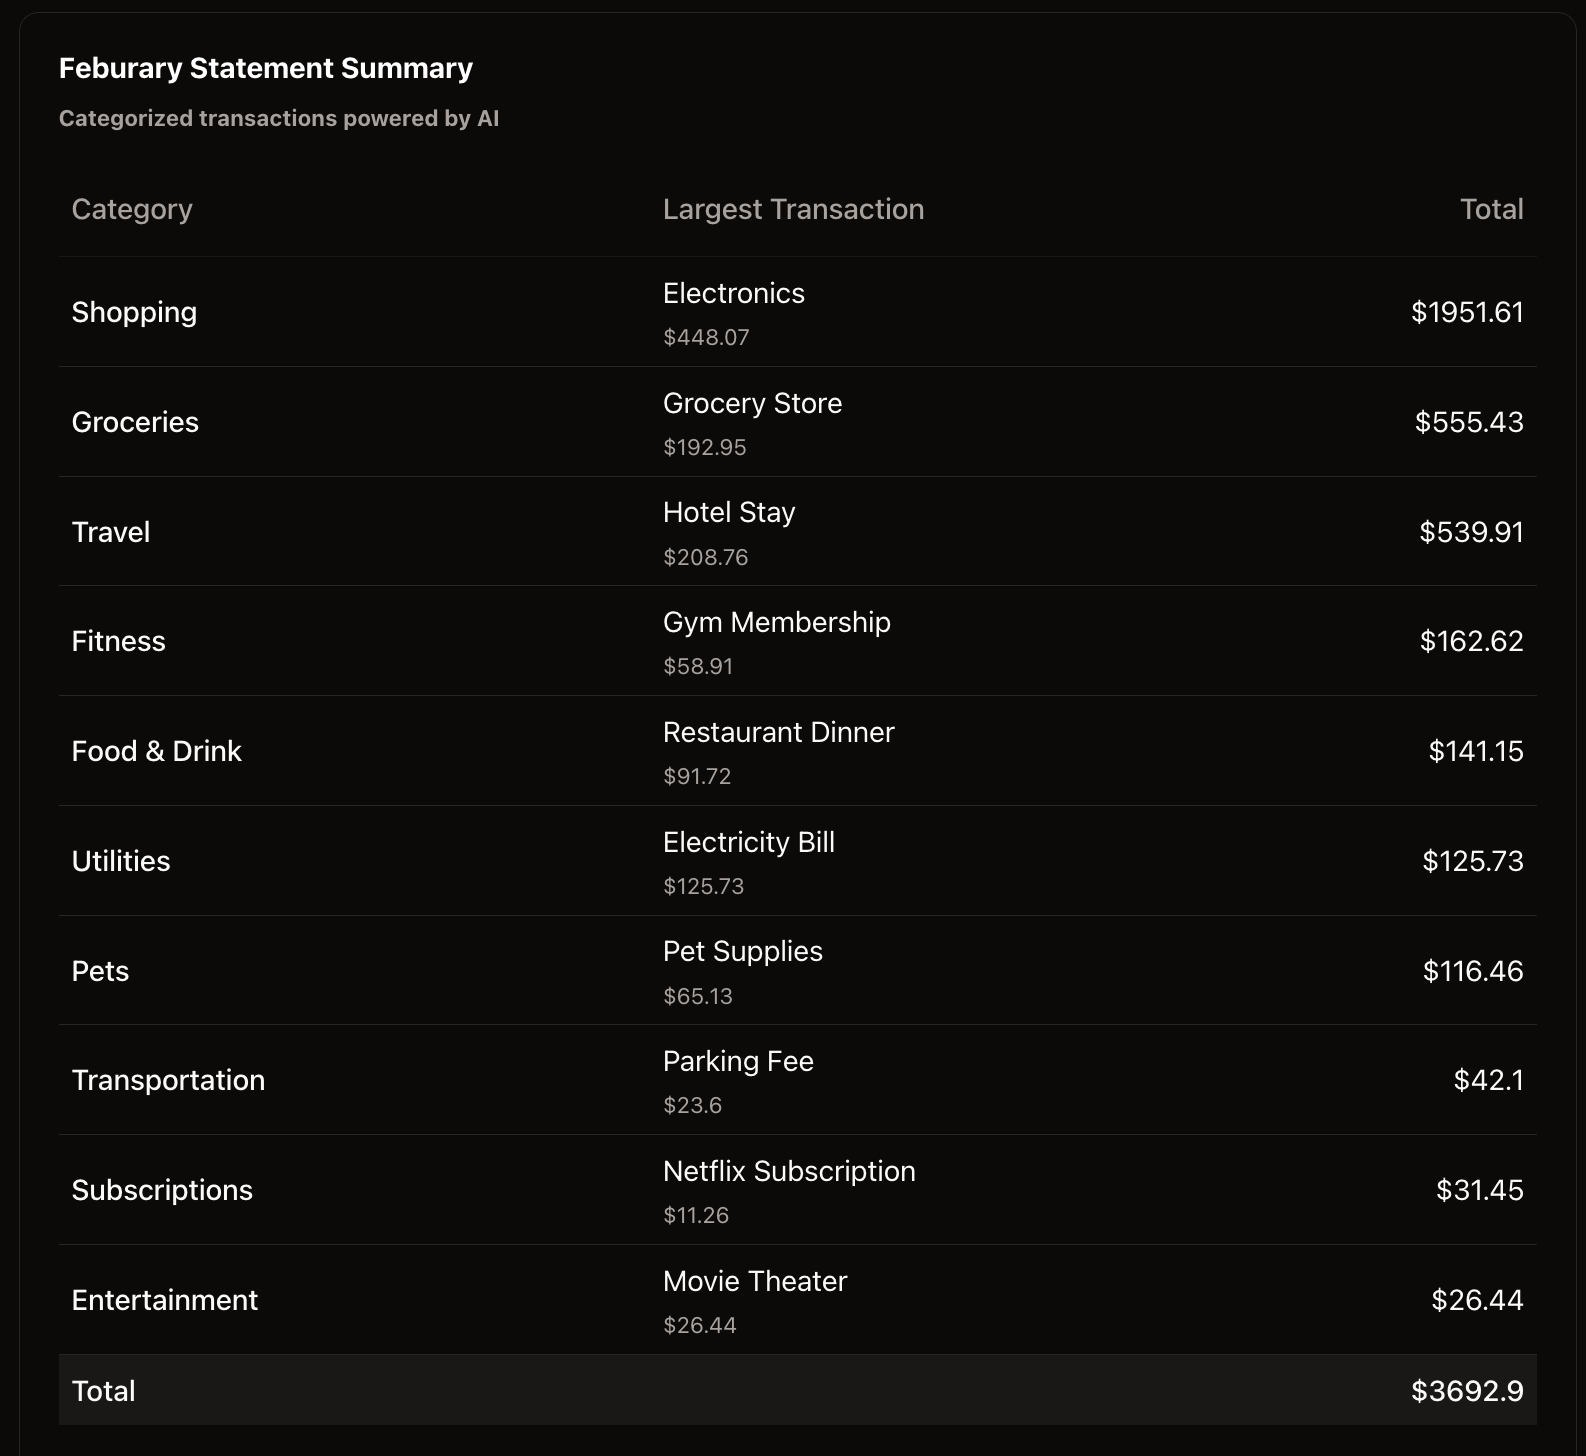 Feburary Statement Summary
Categorized transactions powered by AI
Category Largest Transaction Total
Shopping Electronics $448.07 $1951.61
Groceries Grocery Store $192.95 $555.43
Travel Hotel Stay $208.76 $539.91
Fitness Gym Membership $58.91 $162.62
Food & Drink Restaurant Dinner $91.72 $141.15
Utilities Electricity Bill $125.73 $125.73
Pets Pet Supplies $65.13 $116.46
Transportation Parking Fee $23.6 $42.1
Subscriptions Netflix Subscription $11.26 $31.45
Entertainment Movie Theater $26.44 $26.44
Total $3692.9